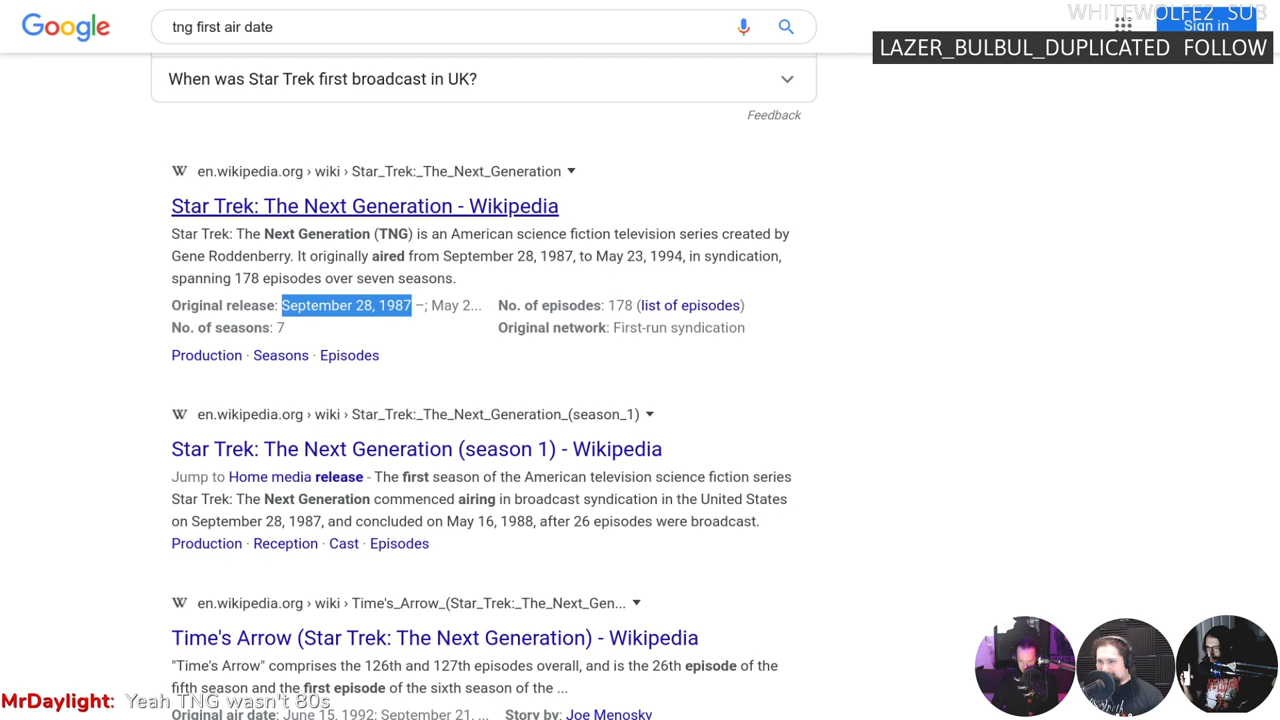 WHITEWOLFE2_SUB
Google
tng first air date
Sign in
LAZER_BULBUL_DUPLICATED FOLLOW
When was Star Trek first broadcast in UK?
Feedback
W en.wikipedia.org › wiki › Star_Trek:_The_Next_Generation
Star Trek: The Next Generation - Wikipedia
Star Trek: The Next Generation (TNG) is an American science fiction television series created by
Gene Roddenberry. It originally aired from September 28, 1987, to May 23, 1994, in syndication,
spanning 178 episodes over seven seasons.
Original release: September 28, 1987 –; May 2... No. of episodes: 178 (list of episodes)
No. of seasons: 7 Original network: First-run syndication
Production · Seasons · Episodes
W en.wikipedia.org › wiki › Star_Trek:_The_Next_Generation_(season_1)
Star Trek: The Next Generation (season 1) - Wikipedia
Jump to Home media release - The first season of the American television science fiction series
Star Trek: The Next Generation commenced airing in broadcast syndication in the United States
on September 28, 1987, and concluded on May 16, 1988, after 26 episodes were broadcast.
Production · Reception · Cast · Episodes
W en.wikipedia.org › wiki › Time's_Arrow_(Star_Trek:_The_Next_Gen...
Time's Arrow (Star Trek: The Next Generation) - Wikipedia
"Time's Arrow" comprises the 126th and 127th episodes overall, and is the 26th episode of the
fifth season and the first episode of the sixth season of the ...
MrDaylight: Yeah TNG wasn't 80s
Original air date: June 15, 1992; September 21, ... Story by: Joe Menosky